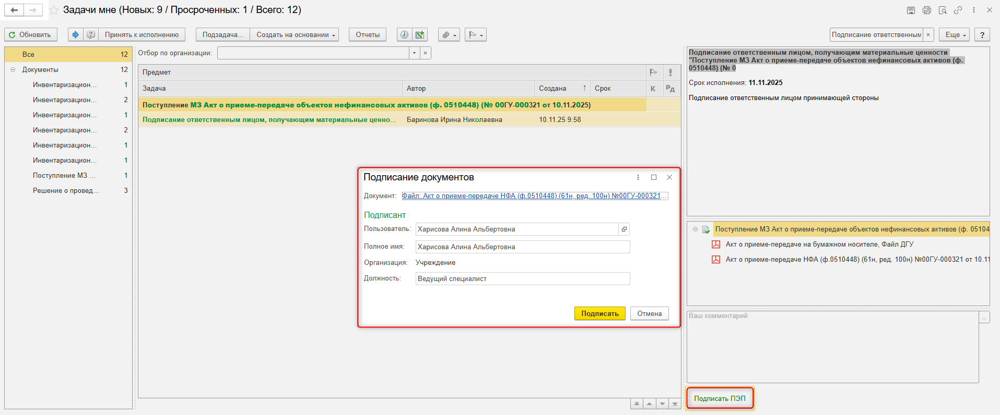 Задачи мне (Новых: 9 / Просроченных: 1 / Всего: 12)
Обновить
Принять к исполнению
Подзадача...
Создать на основании
Отчеты
Подписание ответственным
×
Еще
?
Все 12
Документы 12
Инвентаризацион... 1
Инвентаризацион... 2
Инвентаризацион... 1
Инвентаризацион... 2
Инвентаризацион... 1
Инвентаризацион... 1
Поступление МЗ ... 1
Решение о провед... 3
Отбор по организации:
Предмет
Задача Автор Создана ↑ Срок К Рд
Поступление МЗ Акт о приеме-передаче объектов нефинансовых активов (ф. 0510448) (№ 00ГУ-000321 от 10.11.2025)
Подписание ответственным лицом, получающим материальные ценно... Баринова Ирина Николаевна 10.11.25 9:58
Подписание документов
Документ: Файл: Акт о приеме-передаче НФА (ф.0510448) (61н, ред. 100н) №00ГУ-000321...
Подписант
Пользователь: Харисова Алина Альбертовна
Полное имя: Харисова Алина Альбертовна
Организация: Учреждение
Должность: Ведущий специалист
Подписать
Отмена
Подписание ответственным лицом, получающим материальные ценности
"Поступление МЗ Акт о приеме-передаче объектов нефинансовых активов (ф.
0510448) (№ 0
Срок исполнения: 11.11.2025
Подписание ответственным лицом принимающей стороны
Поступление МЗ Акт о приеме-передаче объектов нефинансовых активов (ф. 05104
Акт о приеме-передаче на бумажном носителе, Файл ДГУ
Акт о приеме-передаче НФА (ф.0510448) (61н, ред. 100н) №00ГУ-000321 от 10.11
Ваш комментарий
...
Подписать ПЭП